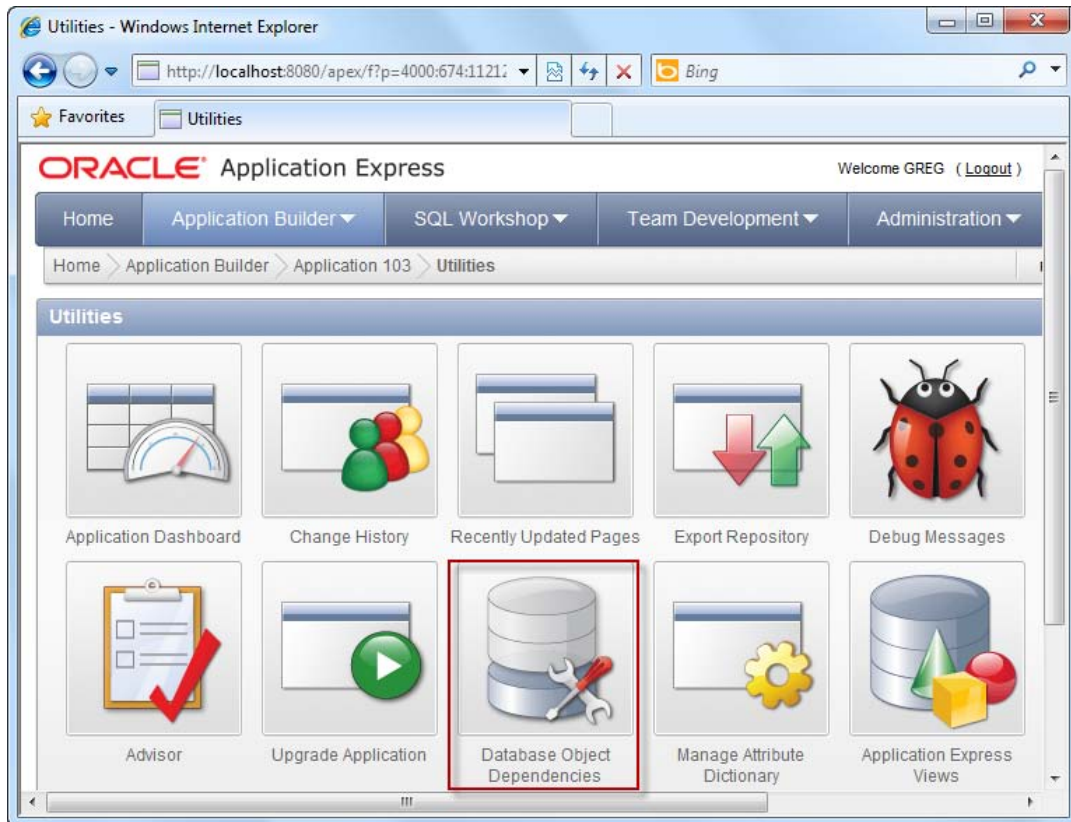 Utilities - Windows Internet Explorer
http://localhost:8080/apex/f?p=4000:674:11212
Bing
Favorites
Utilities
ORACLE Application Express
Welcome GREG ( Logout )
Home Application Builder SQL Workshop Team Development Administration
Home Application Builder Application 103 Utilities
Utilities
Application Dashboard Change History Recently Updated Pages Export Repository Debug Messages
Advisor Upgrade Application Database Object Dependencies Manage Attribute Dictionary Application Express Views